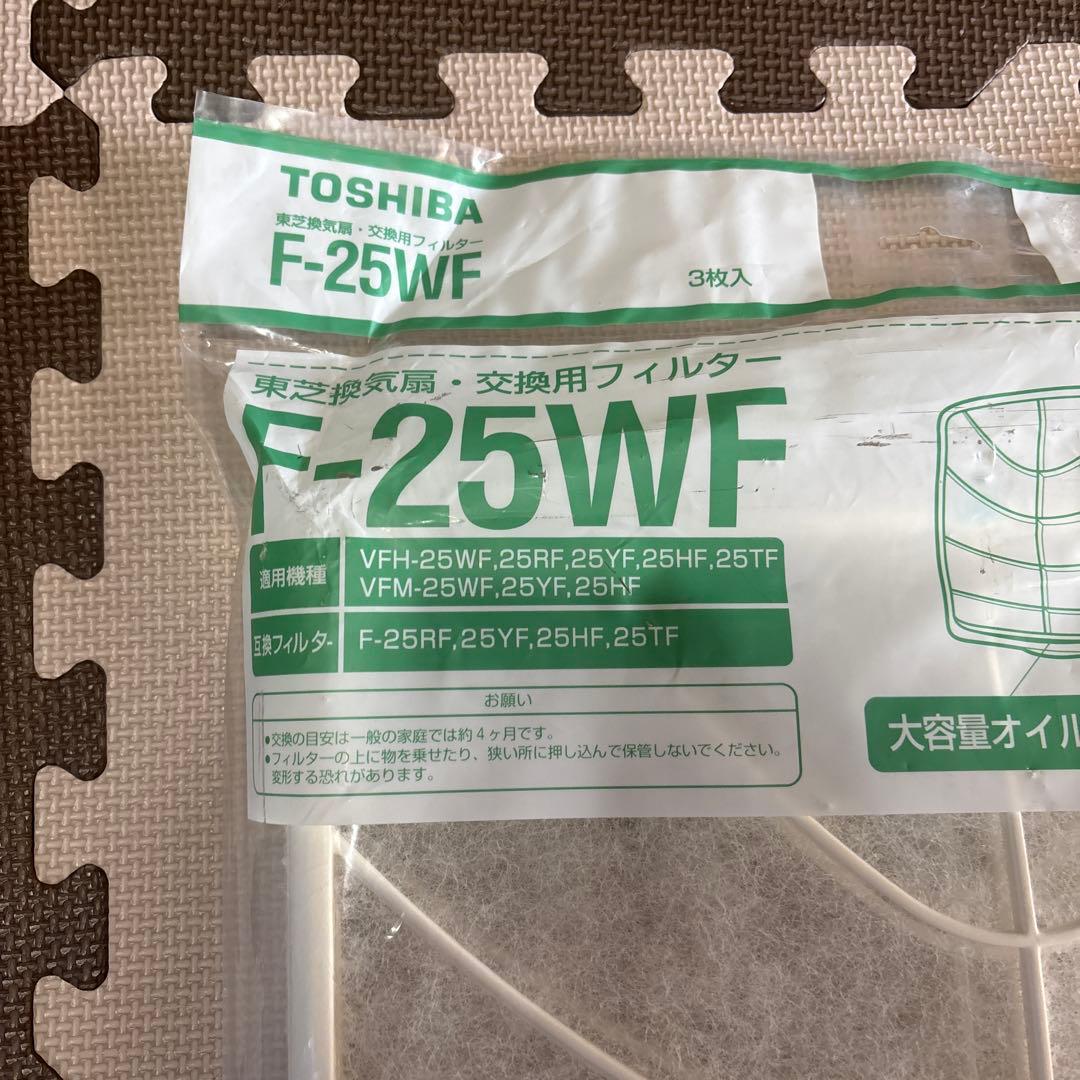 TOSHIBA
東芝換気扇・交換用フィルター
F-25WF
3枚入
東芝換気扇・交換用フィルター
F-25WF
適用機種
VFH-25WF,25RF,25YF,25HF,25TF
VFM-25WF,25YF,25HF
互換フィルター
F-25RF,25YF,25HF,25TF
お願い
●交換の目安は一般の家庭では約4ヶ月です。
●フィルターの上に物を乗せたり、狭い所に押し込んで保管しないでください。
変形する恐れがあります。
大容量オイル